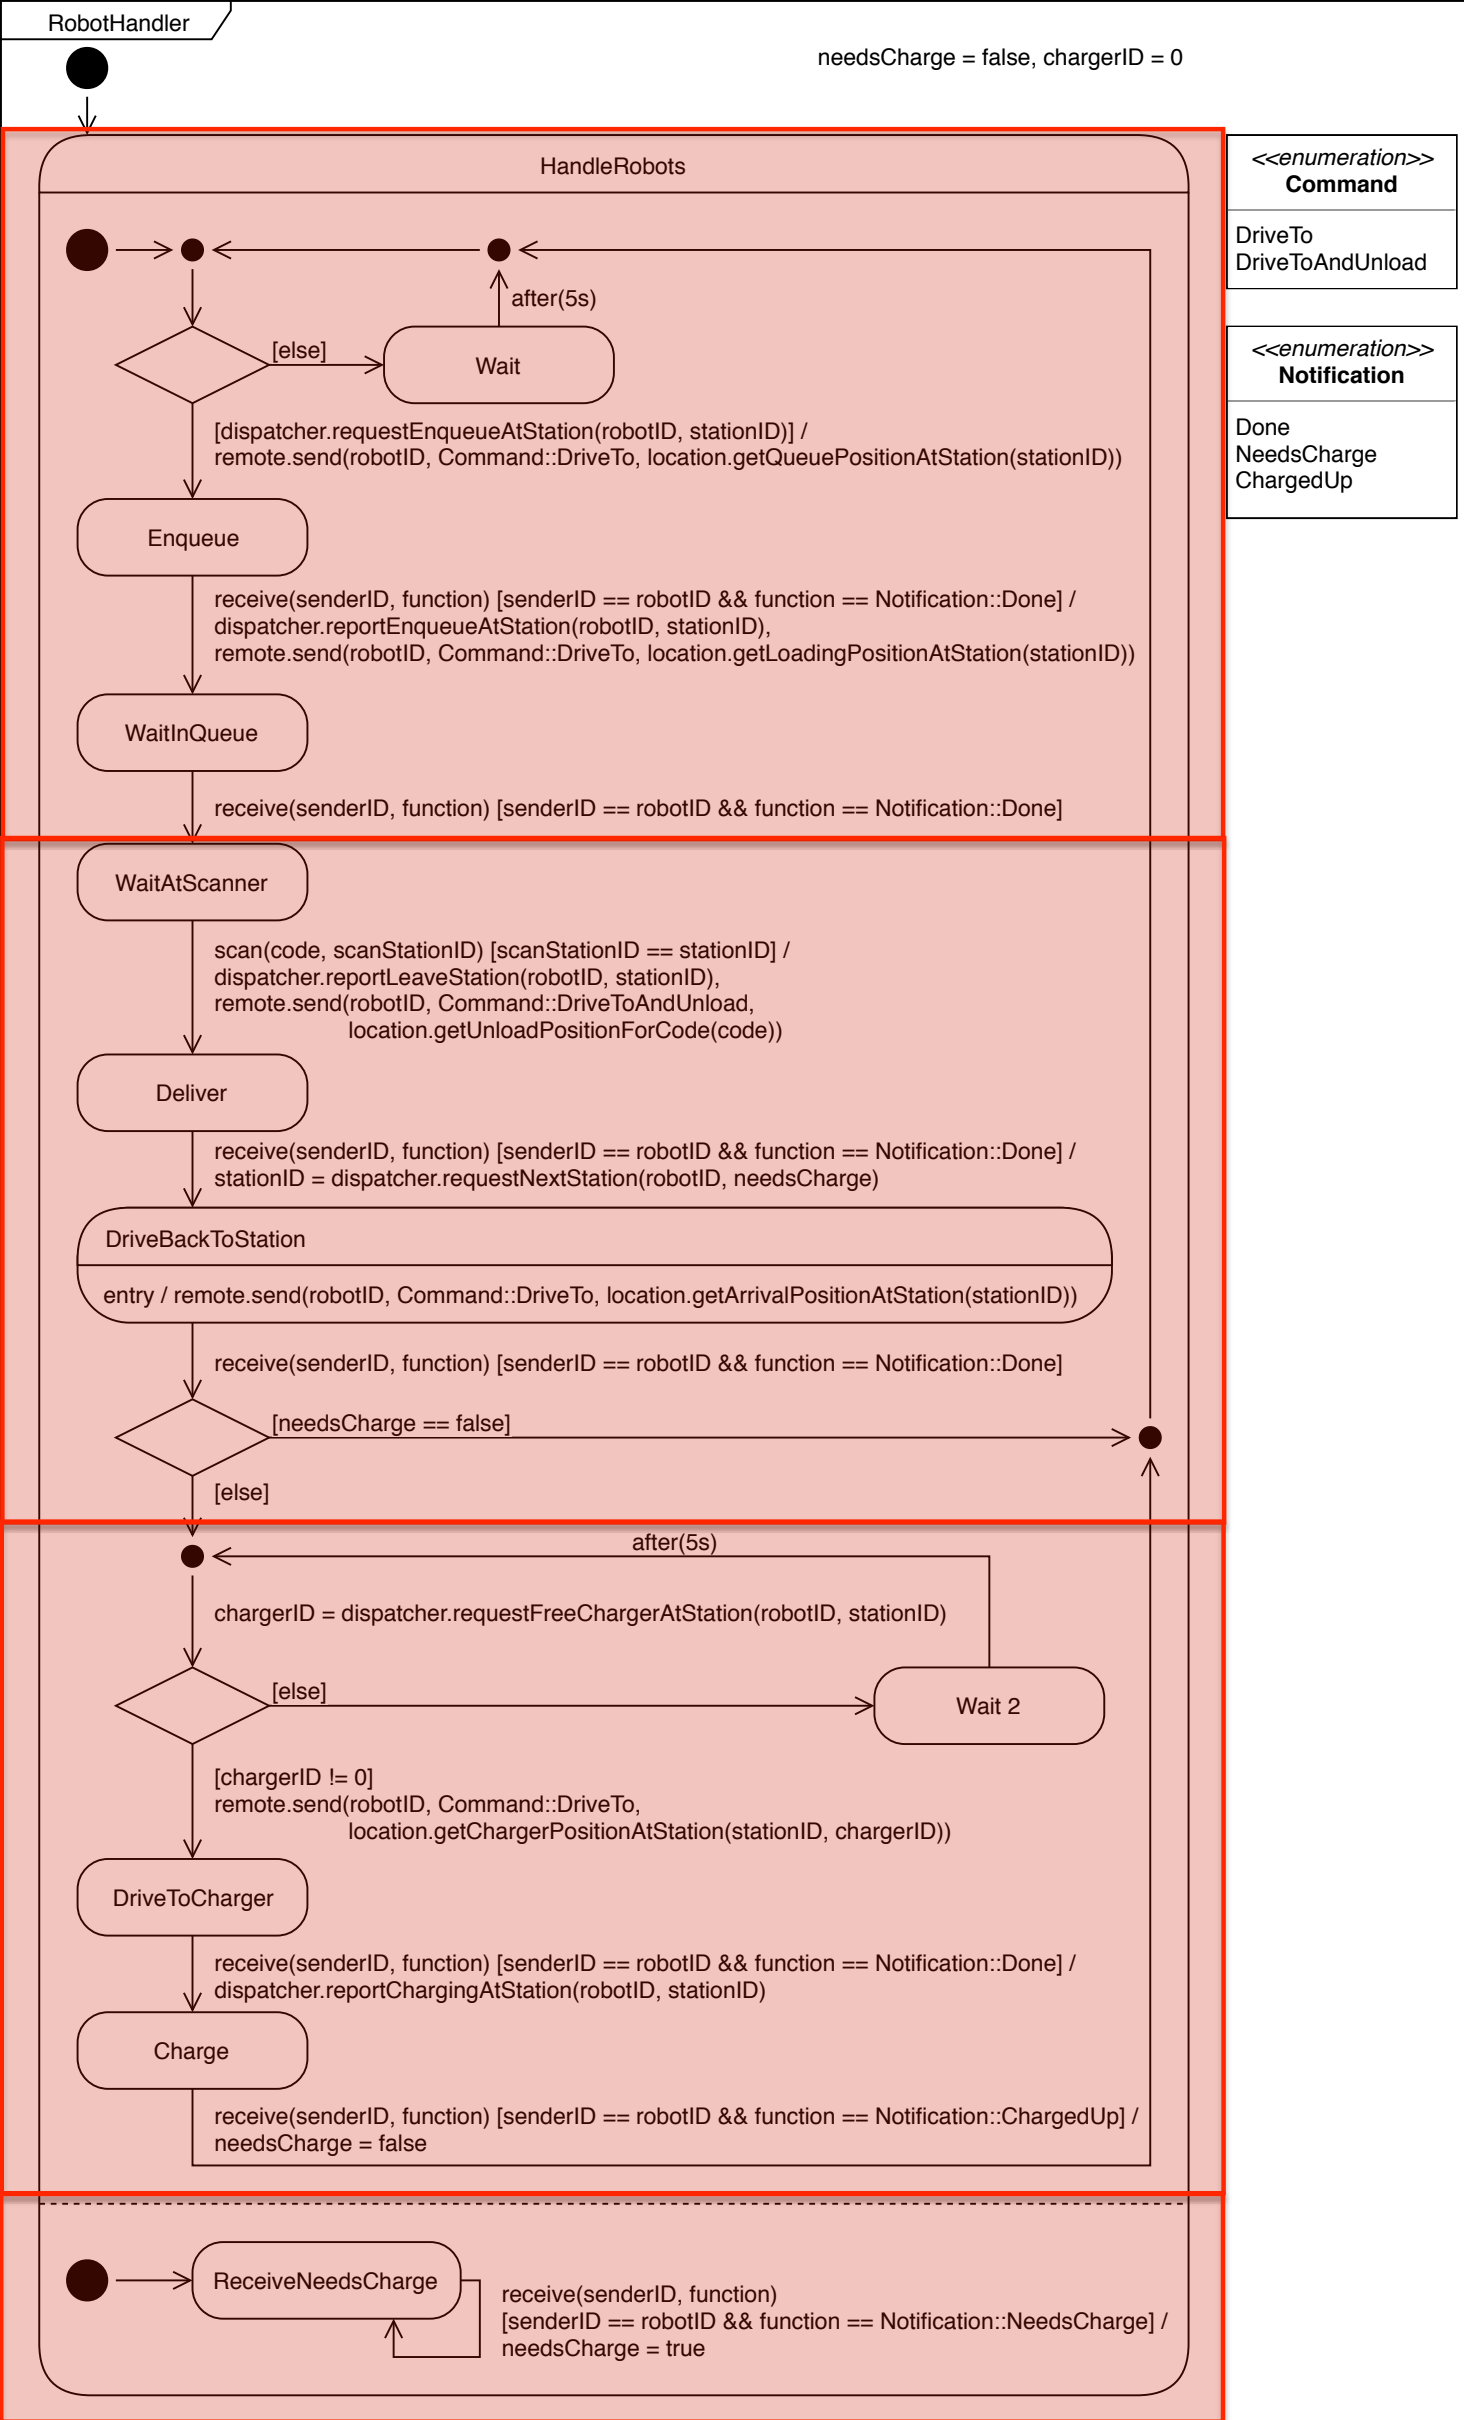 RobotHandler
needsCharge = false, chargerID = 0
HandleRobots
<<enumeration>>
Command
DriveTo
DriveToAndUnload
after(5s)
[else]
Wait
<<enumeration>>
Notification
Done
NeedsCharge
ChargedUp
[dispatcher.requestEnqueueAtStation(robotID, stationID)] /
remote.send(robotID, Command::DriveTo, location.getQueuePositionAtStation(stationID))
Enqueue
receive(senderID, function) [senderID == robotID && function == Notification::Done] /
dispatcher.reportEnqueueAtStation(robotID, stationID),
remote.send(robotID, Command::DriveTo, location.getLoadingPositionAtStation(stationID))
WaitInQueue
receive(senderID, function) [senderID == robotID && function == Notification::Done]
WaitAtScanner
scan(code, scanStationID) [scanStationID == stationID] /
dispatcher.reportLeaveStation(robotID, stationID),
remote.send(robotID, Command::DriveToAndUnload,
location.getUnloadPositionForCode(code))
Deliver
receive(senderID, function) [senderID == robotID && function == Notification::Done] /
stationID = dispatcher.requestNextStation(robotID, needsCharge)
DriveBackToStation
entry / remote.send(robotID, Command::DriveTo, location.getArrivalPositionAtStation(stationID))
receive(senderID, function) [senderID == robotID && function == Notification::Done]
[needsCharge == false]
[else]
after(5s)
chargerID = dispatcher.requestFreeChargerAtStation(robotID, stationID)
[else]
Wait 2
[chargerID != 0]
remote.send(robotID, Command::DriveTo,
location.getChargerPositionAtStation(stationID, chargerID))
DriveToCharger
receive(senderID, function) [senderID == robotID && function == Notification::Done] /
dispatcher.reportChargingAtStation(robotID, stationID)
Charge
receive(senderID, function) [senderID == robotID && function == Notification::ChargedUp] /
needsCharge = false
ReceiveNeedsCharge
receive(senderID, function)
[senderID == robotID && function == Notification::NeedsCharge] /
needsCharge = true